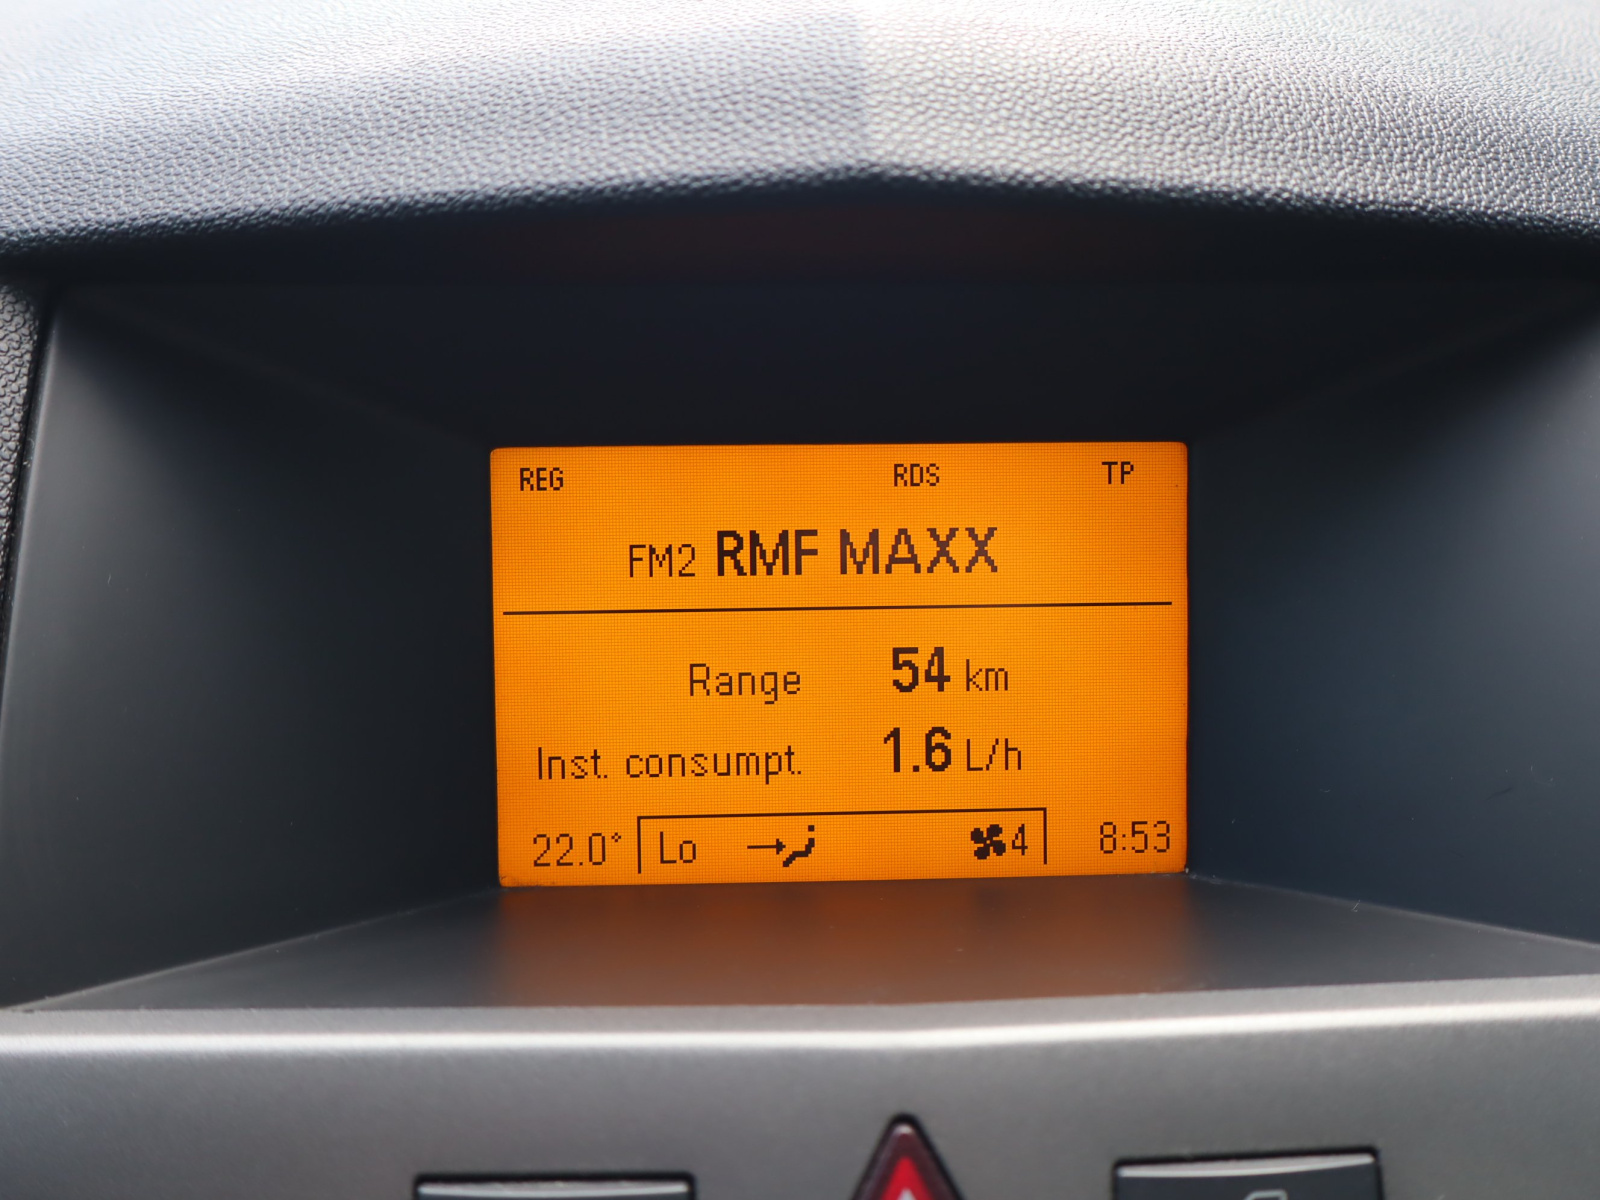 REG RDS TP
FM2 RMF MAXX
Range 54 km
Inst. consumpt. 1.6 L/h
22.0° Lo 4 8:53